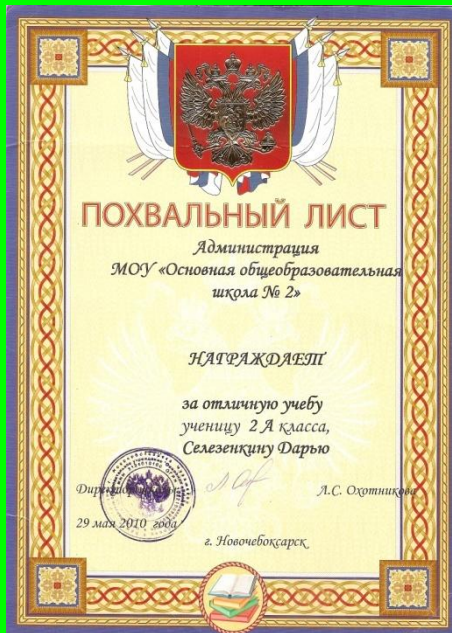 ПОХВАЛЬНЫЙ ЛИСТ
Администрация
МОУ «Основная общеобразовательная
школа № 2»
НАГРАЖДАЕТ
за отличную учебу
ученицу 2 А класса,
Селезенкину Дарью
Директор Л.С. Охотникова
29 мая 2010 года
г. Новочебоксарск